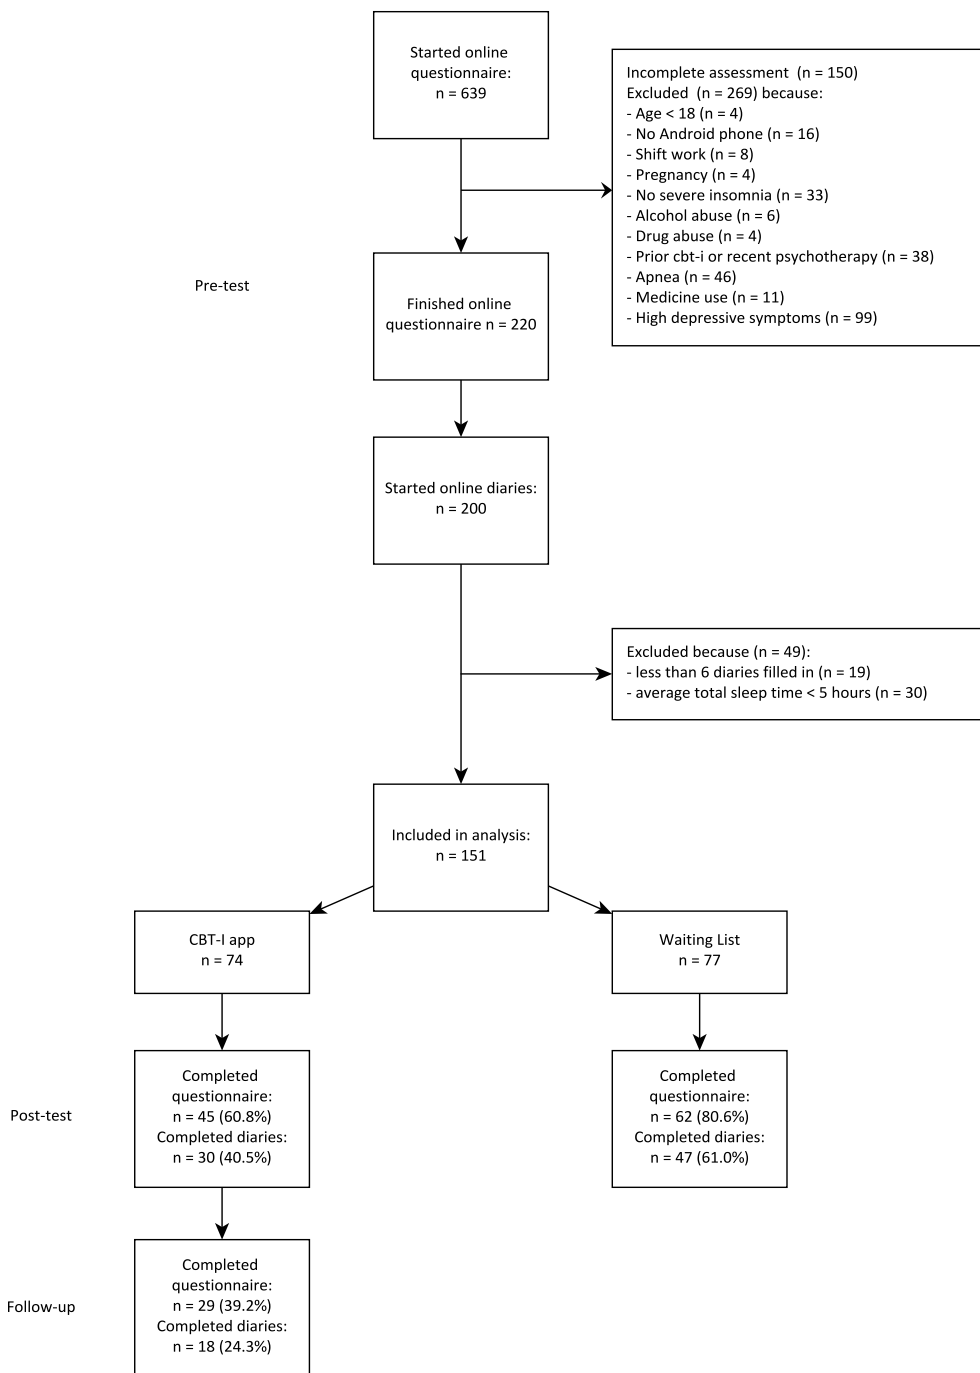 Started online
questionnaire:
n = 639
Incomplete assessment  (n = 150)
Excluded  (n = 269) because:
- Age < 18 (n = 4)
- No Android phone (n = 16)
- Shift work (n = 8)
- Pregnancy (n = 4)
- No severe insomnia (n = 33)
- Alcohol abuse (n = 6)
- Drug abuse (n = 4)
- Prior cbt-i or recent psychotherapy (n = 38)
- Apnea (n = 46)
- Medicine use (n = 11)
- High depressive symptoms (n = 99)
Pre-test
Finished online
questionnaire n = 220
Started online diaries:
n = 200
Excluded because (n = 49):
- less than 6 diaries filled in (n = 19)
- average total sleep time < 5 hours (n = 30)
Included in analysis:
n = 151
CBT-I app
n = 74
Waiting List
n = 77
Post-test
Completed
questionnaire:
n = 45 (60.8%)
Completed diaries:
n = 30 (40.5%)
Completed
questionnaire:
n = 62 (80.6%)
Completed diaries:
n = 47 (61.0%)
Follow-up
Completed
questionnaire:
n = 29 (39.2%)
Completed diaries:
n = 18 (24.3%)